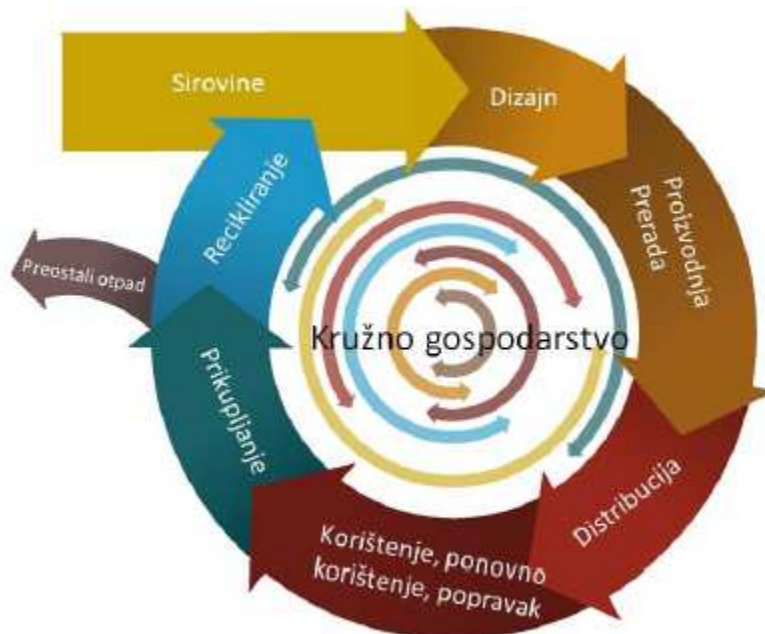 Sirovine
Dizajn
Proizvodnja
Prerada
Distribucija
Korištenje, ponovno
korištenje, popravak
Prikupljanje
Recikliranje
Preostali otpad
Kružno gospodarstvo